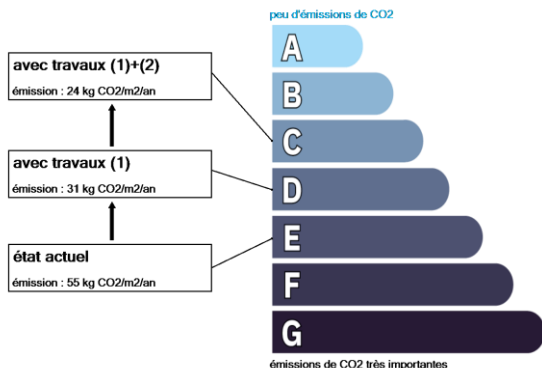 peu d'émissions de CO2
A
avec travaux (1)+(2)
émission : 24 kg CO2/m2/an
B
C
avec travaux (1)
émission : 31 kg CO2/m2/an
D
E
état actuel
émission : 55 kg CO2/m2/an
F
G
émissions de CO2 très importantes